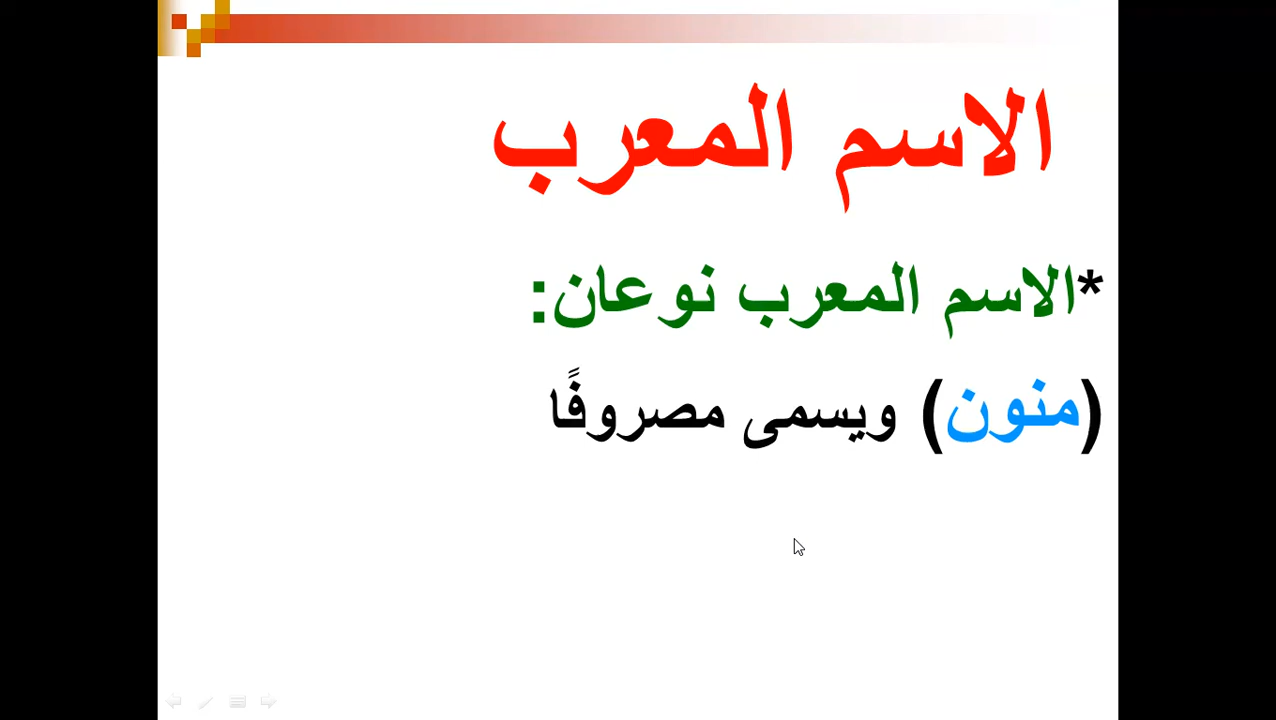 الاسم المعرب
*الاسم المعرب نوعان:
(منون) ويسمى مصروفًا